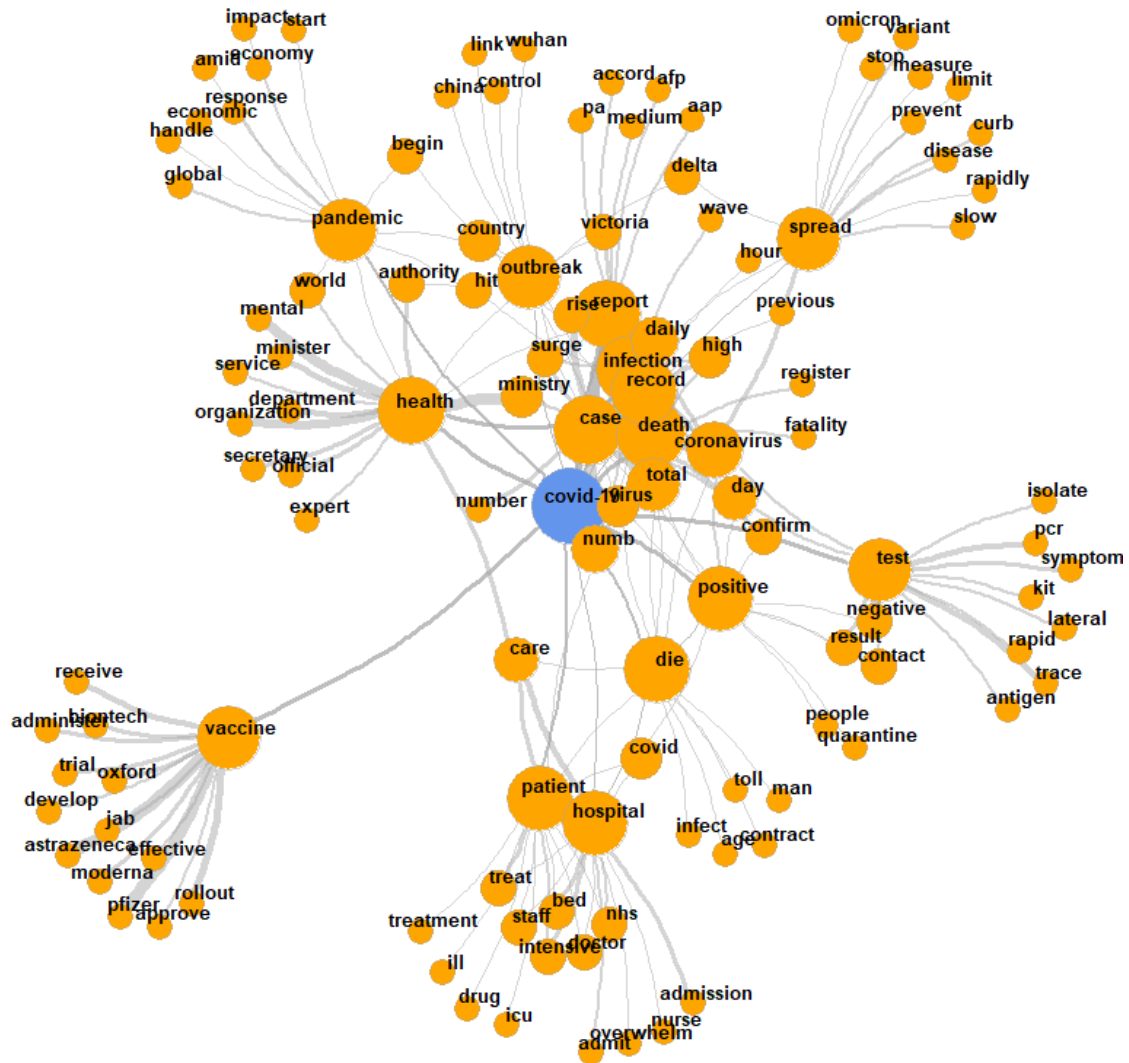 impact
start
omicron
variant
link
wuhan
amid
economy
stop
measure
china
control
accord
afp
limit
response
economic
pa
medium
aap
prevent
curb
handle
begin
disease
global
delta
rapidly
pandemic
wave
spread
slow
country
victoria
hour
authority
outbreak
world
hit
previous
mental
rise
report
daily
minister
surge
infection
high
service
ministry
record
register
department
health
organization
case
death
coronavirus
fatality
secretary
official
total
expert
number
covid-19
virus
day
isolate
numb
confirm
pcr
test
symptom
positive
kit
negative
lateral
care
die
result
rapid
contact
receive
trace
administer
biontech
vaccine
antigen
people
quarantine
trial
oxford
covid
develop
patient
toll
man
jab
hospital
astrazeneca
effective
infect
age
contract
moderna
treat
pfizer
rollout
bed
approve
treatment
staff
nhs
intensive
doctor
ill
drug
admission
icu
nurse
overwhelm
admit